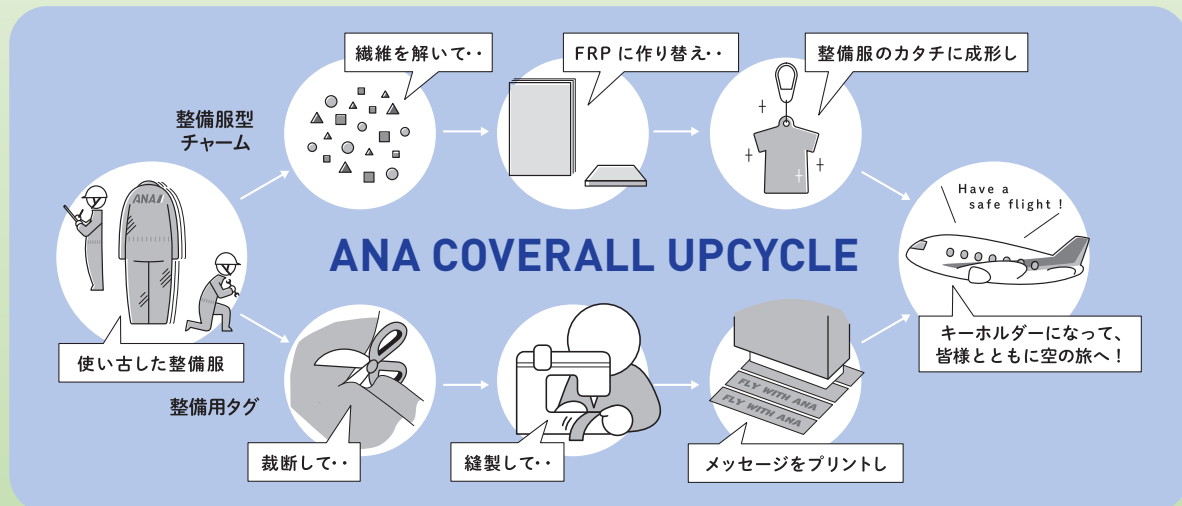 繊維を解いて‥
FRPに作り替え‥
整備服のカタチに成形し
整備服型
チャーム
ANA
Have a
safe flight !
ANA COVERALL UPCYCLE
使い古した整備服
キーホルダーになって、
皆様とともに空の旅へ！
整備用タグ
FLY WITH ANA
FLY WITH ANA
裁断して‥
縫製して‥
メッセージをプリントし